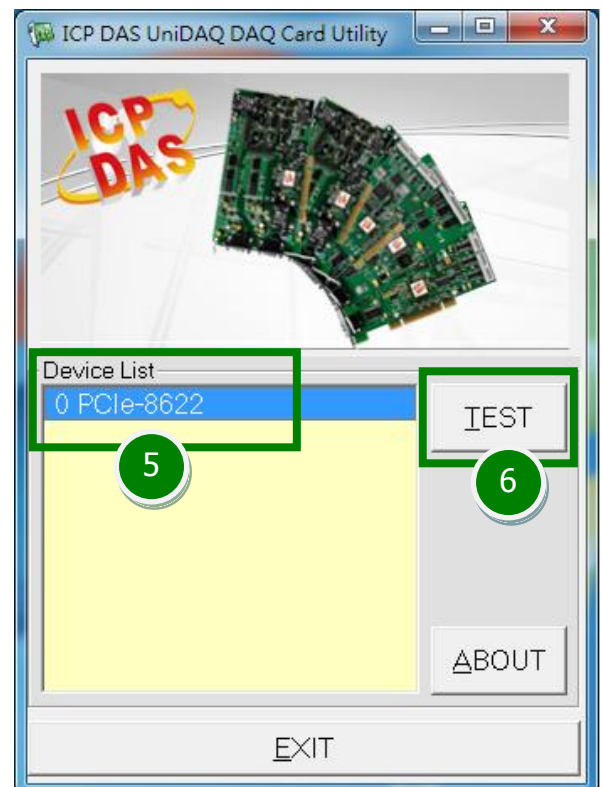 ICP DAS UniDAQ DAQ Card Utility
ICP
DAS
Device List
0 PCIe-8622
TEST
5
6
ABOUT
EXIT